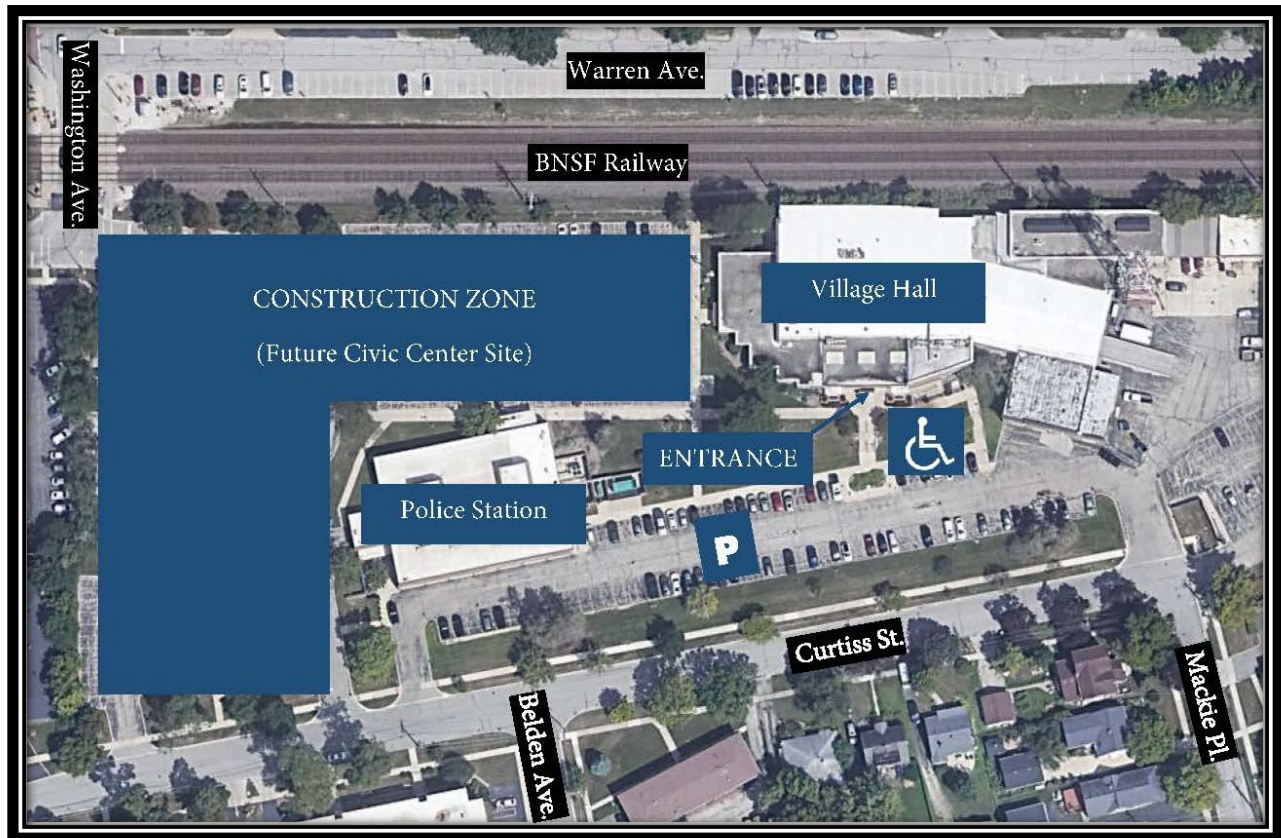 Washington Ave.
Warren Ave.
BNSF Railway
CONSTRUCTION ZONE
(Future Civic Center Site)
Village Hall
ENTRANCE
Police Station
P
Curtiss St.
Belden Ave.
Mackie Pl.